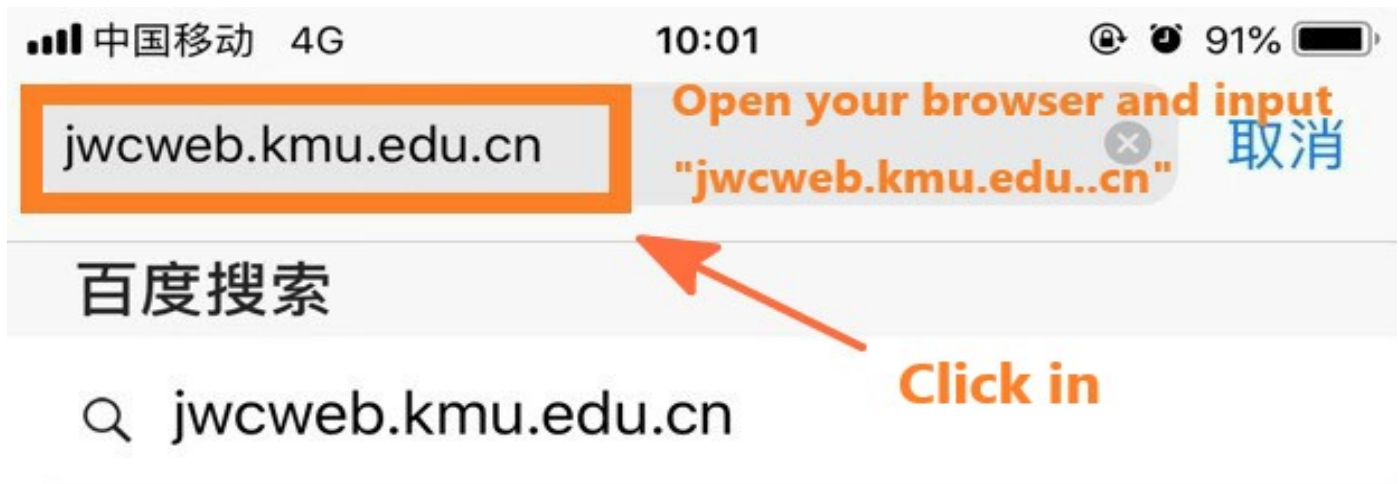 中国移动 4G 10:01 91%
Open your browser and input
jwcweb.kmu.edu.cn
取消
"jwcweb.kmu.edu..cn"
百度搜索
Click in
jwcweb.kmu.edu.cn